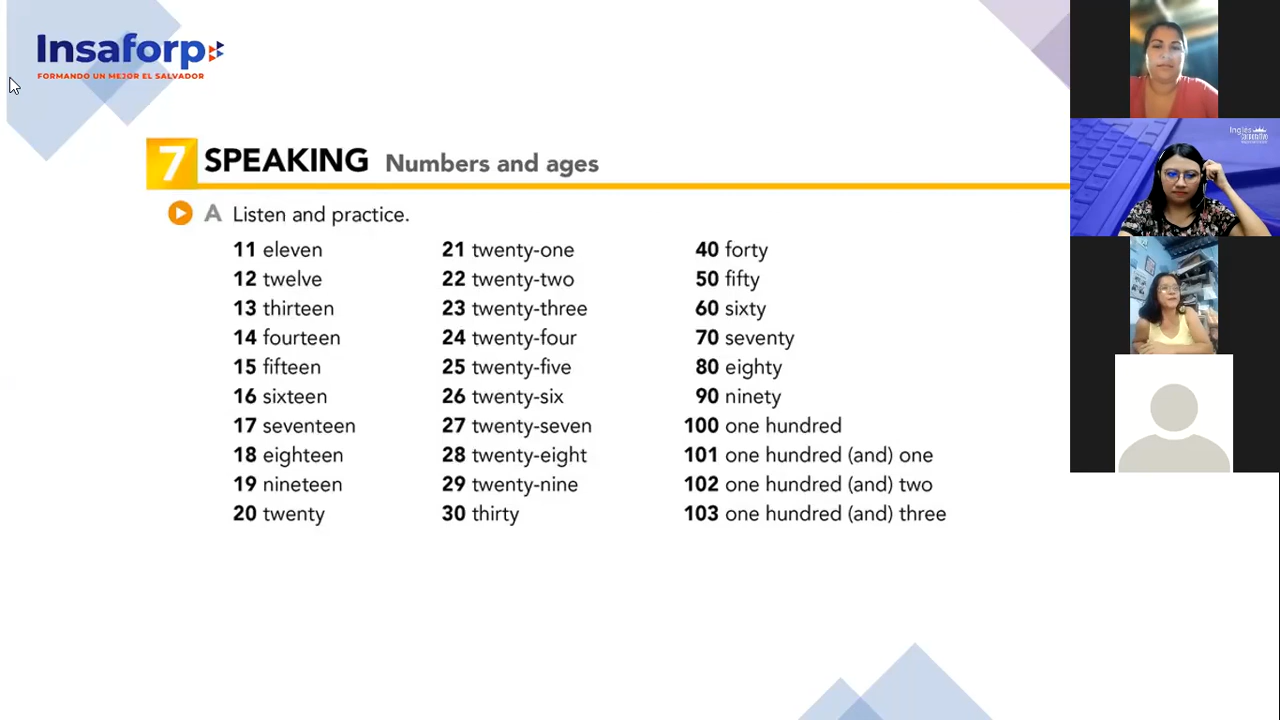 Insaforp
FORMANDO UN MEJOR EL SALVADOR
7 SPEAKING Numbers and ages
A Listen and practice.
11 eleven 21 twenty-one 40 forty
12 twelve 22 twenty-two 50 fifty
13 thirteen 23 twenty-three 60 sixty
14 fourteen 24 twenty-four 70 seventy
15 fifteen 25 twenty-five 80 eighty
16 sixteen 26 twenty-six 90 ninety
17 seventeen 27 twenty-seven 100 one hundred
18 eighteen 28 twenty-eight 101 one hundred (and) one
19 nineteen 29 twenty-nine 102 one hundred (and) two
20 twenty 30 thirty 103 one hundred (and) three
Ingles